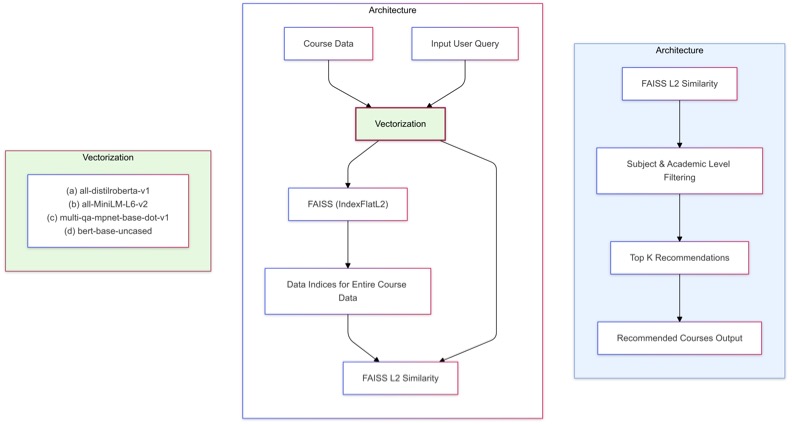 Vectorization
(a) all-distilroberta-v1
(b) all-MiniLM-L6-v2
(c) multi-qa-mpnet-base-dot-v1
(d) bert-base-uncased
Architecture
Course Data
Input User Query
Vectorization
FAISS (IndexFlatL2)
Data Indices for Entire Course
Data
FAISS L2 Similarity
Architecture
FAISS L2 Similarity
Subject & Academic Level
Filtering
Top K Recommendations
Recommended Courses Output